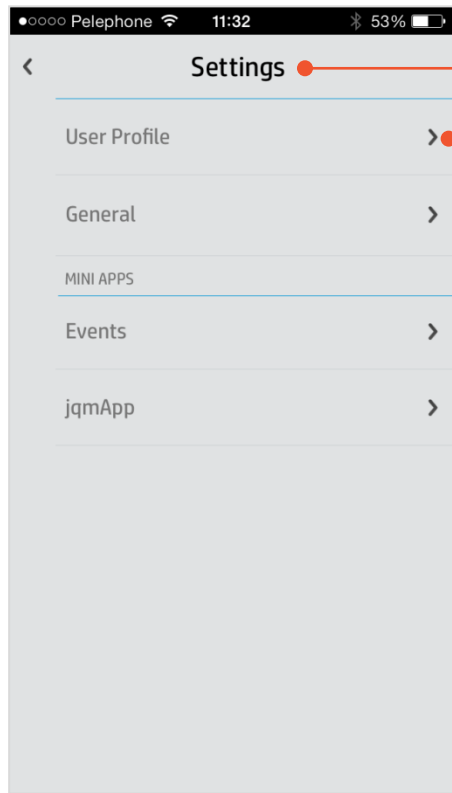 Pelephone 11:32 53%
Settings
User Profile
General
MINI APPS
Events
jqmApp